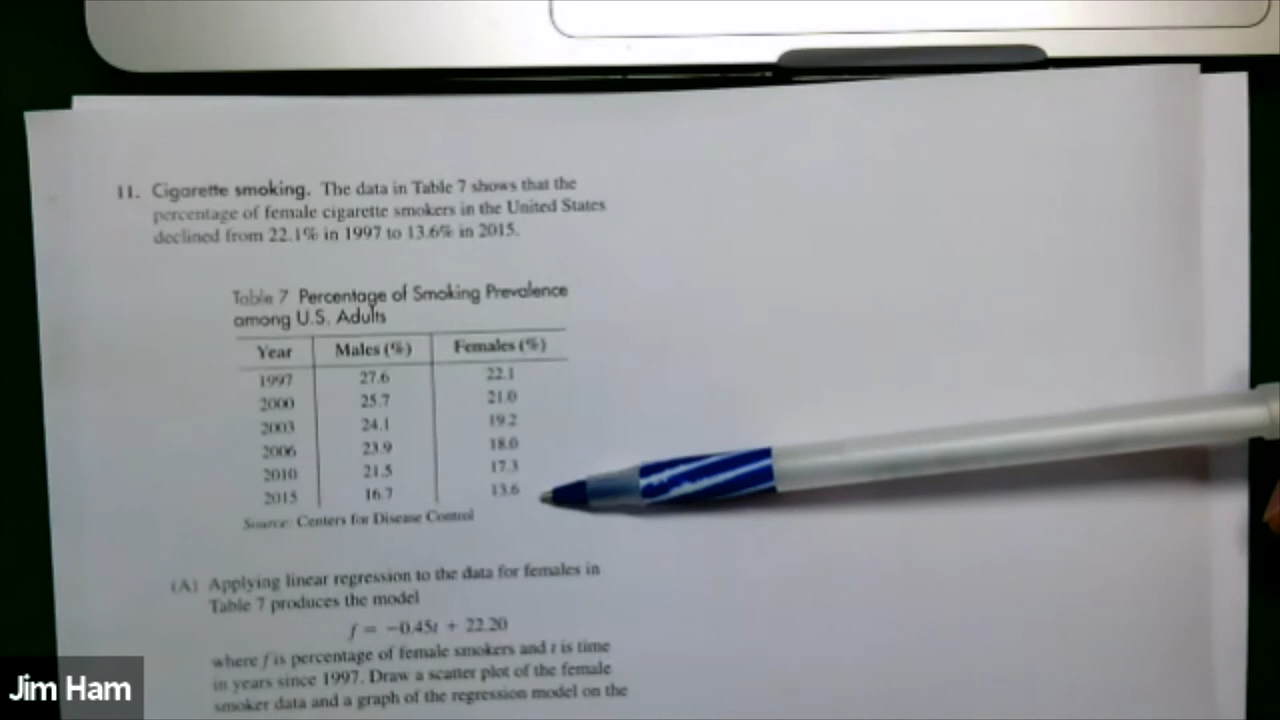 11. Cigarette smoking. The data in Table 7 shows that the
percentage of female cigarette smokers in the United States
declined from 22.1% in 1997 to 13.6% in 2015.
Table 7 Percentage of Smoking Prevalence
among U.S. Adults
Year Males (%) Females (%)
1997 27.6 22.1
2000 25.7 21.0
2003 24.1 19.2
2006 23.9 18.0
2010 21.5 17.3
2015 16.7 13.6
Source: Centers for Disease Control
(A) Applying linear regression to the data for females in
Table 7 produces the model
f = −0.45t + 22.20
where f is percentage of female smokers and t is time
in years since 1997. Draw a scatter plot of the female
smoker data and a graph of the regression model on the
Jim Ham